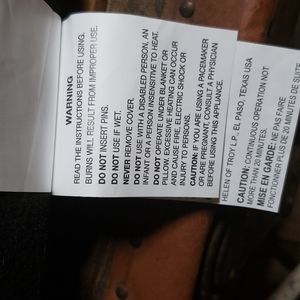 WARNING
READ THE INSTRUCTIONS BEFORE USING.
BURNS WILL RESULT FROM IMPROPER USE.
DO NOT INSERT PINS.
DO NOT USE IF WET.
NEVER REMOVE COVER.
DO NOT USE WITH A DISABLED PERSON, AN
INFANT OR A PERSON INSENSITIVE TO HEAT.
DO NOT OPERATE UNDER BLANKET OR
PILLOW. EXCESSIVE HEATING CAN OCCUR
AND CAUSE FIRE, ELECTRIC SHOCK OR
INJURY TO PERSONS.
CAUTION: IF YOU ARE USING A PACEMAKER
OR ARE PREGNANT, CONSULT A PHYSICIAN
BEFORE USING THIS APPLIANCE.
HELEN OF TROY L.P., EL PASO, TEXAS USA
CAUTION: CONTINUOUS OPERATION NOT
MORE THAN 20 MINUTES.
MISE EN GARDE: NE PAS FAIRE
FONCTIONNER PLUS DE 20 MINUTES DE SUITE